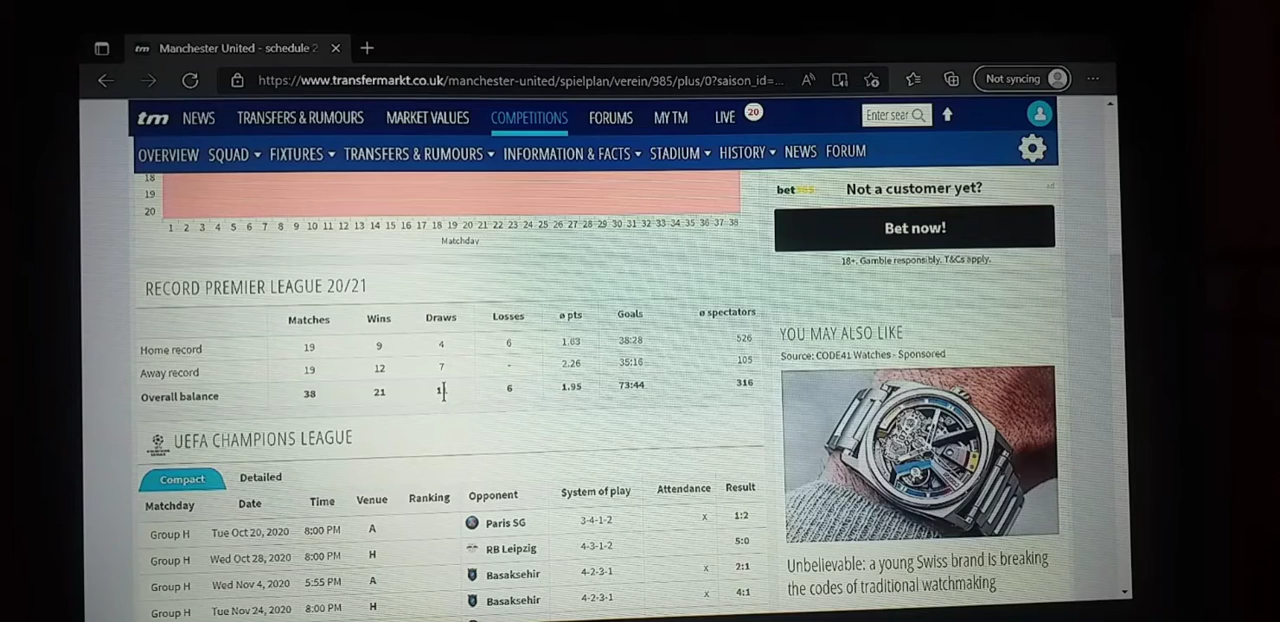 tm Manchester United - schedule 2
https://www.transfermarkt.co.uk/manchester-united/spielplan/verein/985/plus/0?saison_id=... Not syncing
tm NEWS TRANSFERS & RUMOURS MARKET VALUES COMPETITIONS FORUMS MY TM LIVE 20 Enter sear
OVERVIEW SQUAD FIXTURES TRANSFERS & RUMOURS INFORMATION & FACTS STADIUM HISTORY NEWS FORUM
18
19
20
1 2 3 4 5 6 7 8 9 10 11 12 13 14 15 16 17 18 19 20 21 22 23 24 25 26 27 28 29 30 31 32 33 34 35 36 37 38
Matchday
bet365 Not a customer yet? ad
Bet now!
18+. Gamble responsibly. T&Cs apply.
RECORD PREMIER LEAGUE 20/21
Matches Wins Draws Losses ø pts Goals ø spectators
Home record 19 9 4 6 1.63 38:28 526
Away record 19 12 7 - 2.26 35:16 105
Overall balance 38 21 6 1.95 73:44 316
UEFA CHAMPIONS LEAGUE
Compact Detailed
Matchday Date Time Venue Ranking Opponent System of play Attendance Result
Group H Tue Oct 20, 2020 8:00 PM A Paris SG 3-4-1-2 x 1:2
Group H Wed Oct 28, 2020 8:00 PM H RB Leipzig 4-3-1-2 5:0
Group H Wed Nov 4, 2020 5:55 PM A Basaksehir 4-2-3-1 x 2:1
Group H Tue Nov 24, 2020 8:00 PM H Basaksehir 4-2-3-1 x 4:1
YOU MAY ALSO LIKE
Source: CODE41 Watches - Sponsored
Unbelievable: a young Swiss brand is breaking
the codes of traditional watchmaking